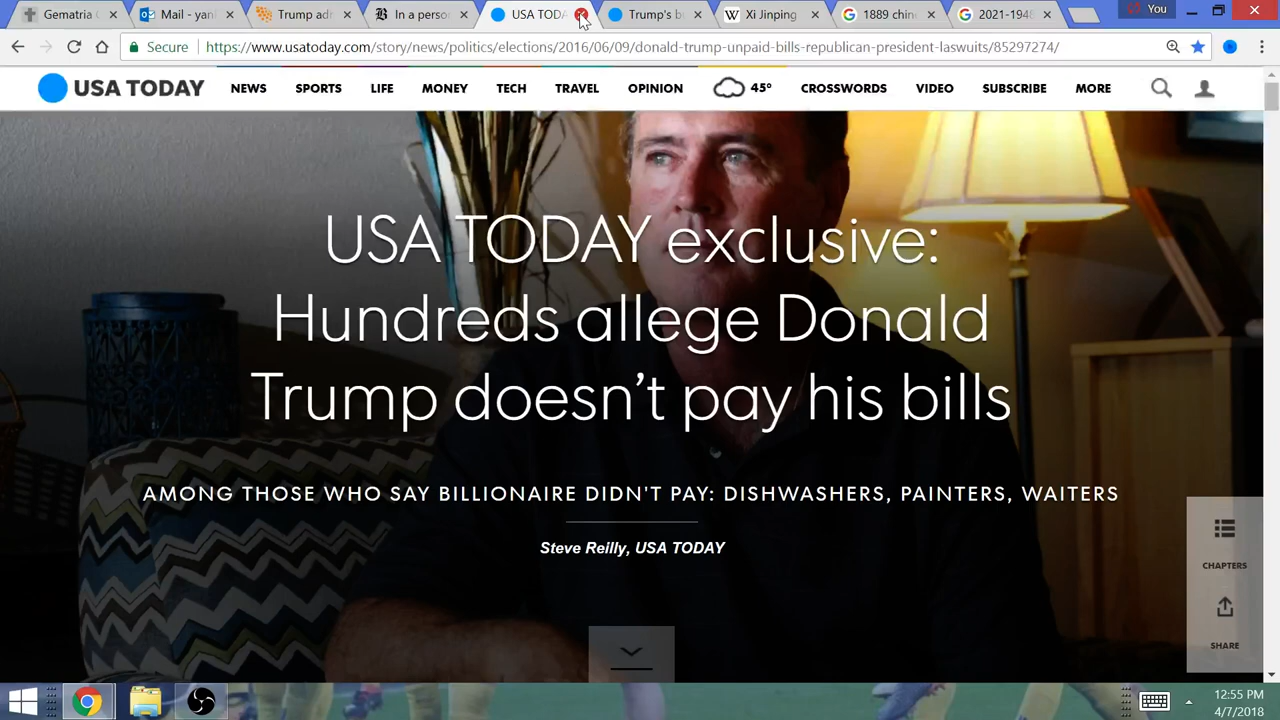 Gematria
Mail - yan
Trump adr
In a perso
USA TODA
Trump's b
Xi Jinping
1889 chin
2021-194
You
Secure
https://www.usatoday.com/story/news/politics/elections/2016/06/09/donald-trump-unpaid-bills-republican-president-laswuits/85297274/
USA TODAY
NEWS
SPORTS
LIFE
MONEY
TECH
TRAVEL
OPINION
45°
CROSSWORDS
VIDEO
SUBSCRIBE
MORE
USA TODAY exclusive:
Hundreds allege Donald
Trump doesn't pay his bills
AMONG THOSE WHO SAY BILLIONAIRE DIDN'T PAY: DISHWASHERS, PAINTERS, WAITERS
Steve Reilly, USA TODAY
CHAPTERS
SHARE
12:55 PM
4/7/2018